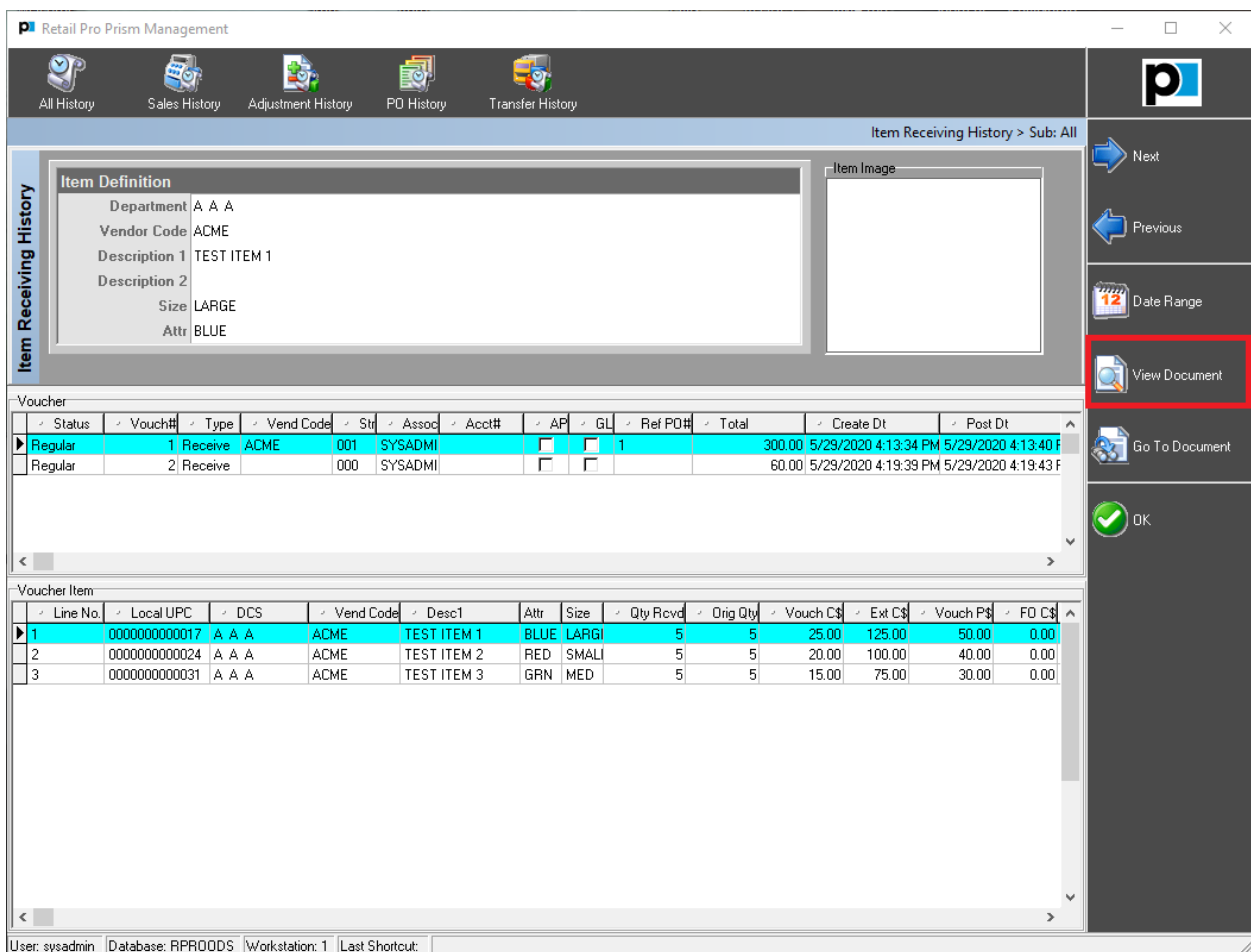 Retail Pro Prism Management
All History Sales History Adjustment History PO History Transfer History
Item Receiving History > Sub: All
Item Receiving History
Item Definition
Department A A A
Vendor Code ACME
Description 1 TEST ITEM 1
Description 2
Size LARGE
Attr BLUE
Item Image
Next
Previous
12 Date Range
View Document
Go To Document
OK
Voucher
Status Vouch# Type Vend Code Str Assoc Acct# AP GL Ref PO# Total Create Dt Post Dt
Regular 1 Receive ACME 001 SYSADMI 1 300.00 5/29/2020 4:13:34 PM 5/29/2020 4:13:40 F
Regular 2 Receive 000 SYSADMI 60.00 5/29/2020 4:19:39 PM 5/29/2020 4:19:43 F
Voucher Item
Line No. Local UPC DCS Vend Code Desc1 Attr Size Qty Rcvd Orig Qty Vouch C$ Ext C$ Vouch P$ FO C$
1 0000000000017 A A A ACME TEST ITEM 1 BLUE LARGI 5 5 25.00 125.00 50.00 0.00
2 0000000000024 A A A ACME TEST ITEM 2 RED SMALI 5 5 20.00 100.00 40.00 0.00
3 0000000000031 A A A ACME TEST ITEM 3 GRN MED 5 5 15.00 75.00 30.00 0.00
User: sysadmin Database: RPROODS Workstation: 1 Last Shortcut: